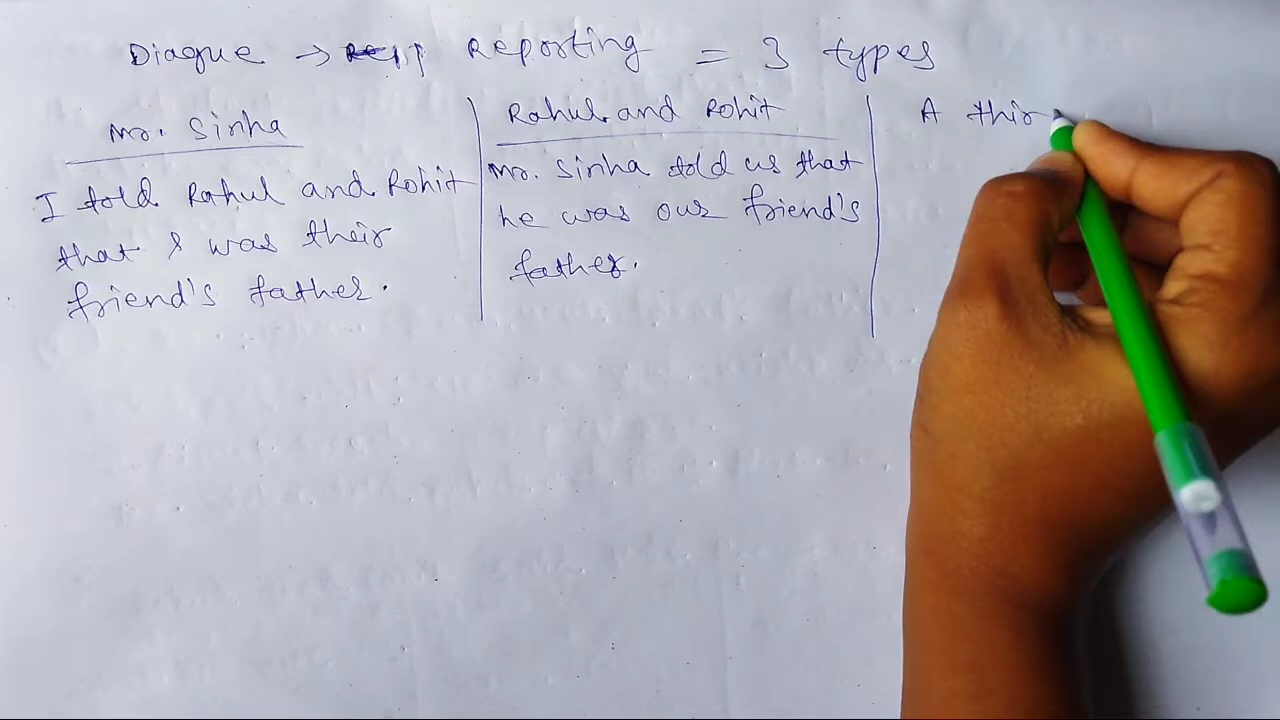 Diaque → Reporting = 3 types
Mr. Sinha
I told Rahul and Rohit
that I was their
friend's father.
Rahul and Rohit
Mr. Sinha told us that
he was our friend's
father.
A thir